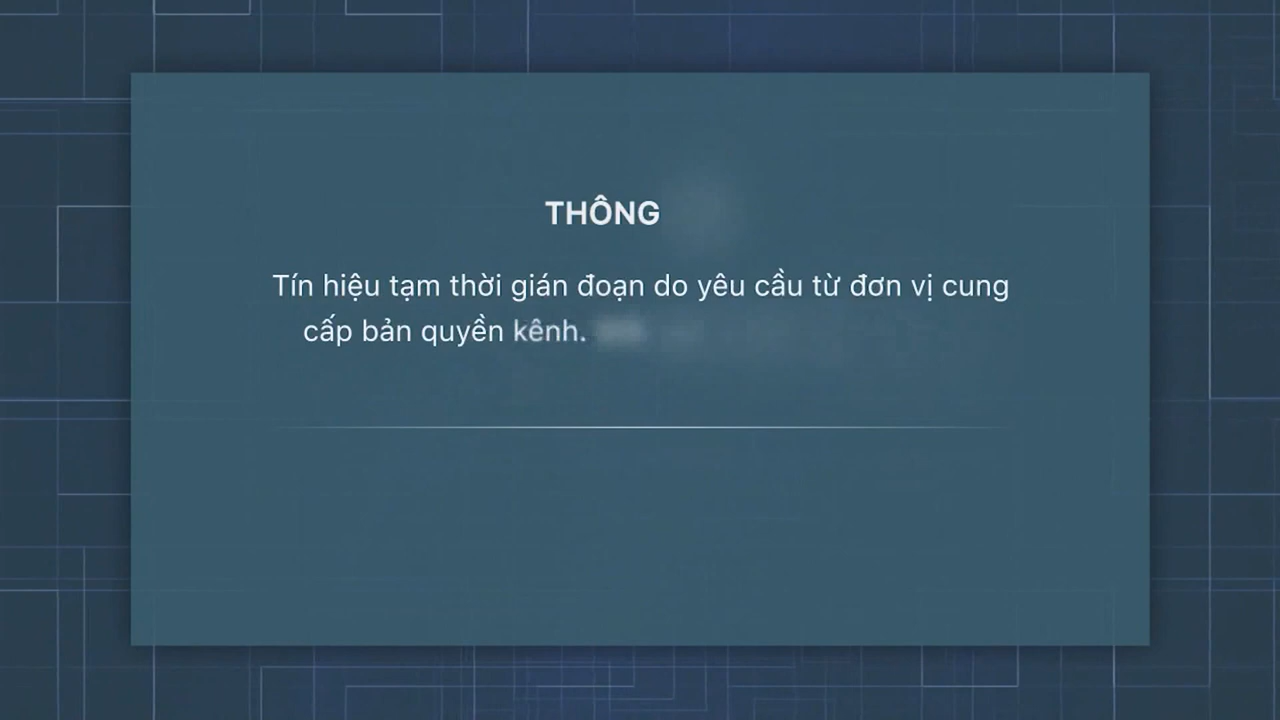 THÔNG
Tín hiệu tạm thời gián đoạn do yêu cầu từ đơn vị cung
cấp bản quyền kênh.